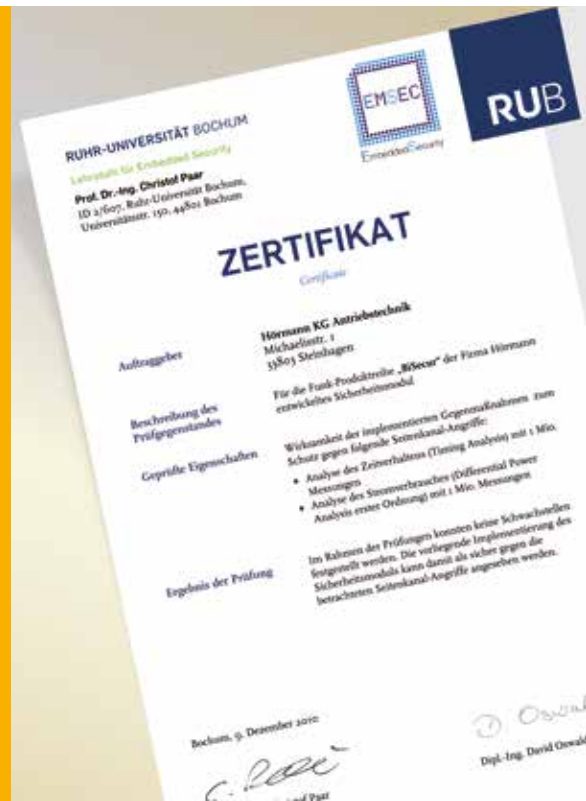 RUHR-UNIVERSITÄT BOCHUM
Lehrstuhl für Embedded Security
Prof. Dr.-Ing. Christof Paar
ID 2/607, Ruhr-Universität Bochum,
Universitätsstr. 150, 44801 Bochum
EMSEC
Embedded Security
RUB
ZERTIFIKAT
Certificate
Auftraggeber
Hörmann KG Antriebstechnik
Michaelisstr. 1
33803 Steinhagen
Beschreibung des
Prüfgegenstandes
Für die Funk-Produktreihe „BiSecur“ der Firma Hörmann
entwickeltes Sicherheitsmodul
Geprüfte Eigenschaften
Wirksamkeit der implementierten Gegenmaßnahmen zum
Schutz gegen folgende Seitenkanal-Angriffe:
• Analyse des Zeitverhaltens (Timing Analysis) mit 1 Mio.
Messungen
• Analyse des Stromverbrauches (Differential Power
Analysis erster Ordnung) mit 1 Mio. Messungen
Ergebnis der Prüfung
Im Rahmen der Prüfungen konnten keine Schwachstellen
festgestellt werden. Die vorliegende Implementierung des
Sicherheitsmoduls kann damit als sicher gegen die
betrachteten Seitenkanal-Angriffe angesehen werden.
Bochum, 9. Dezember 2010
D. Oswald
Dipl.-Ing. David Oswald
C. Paar
Christof Paar